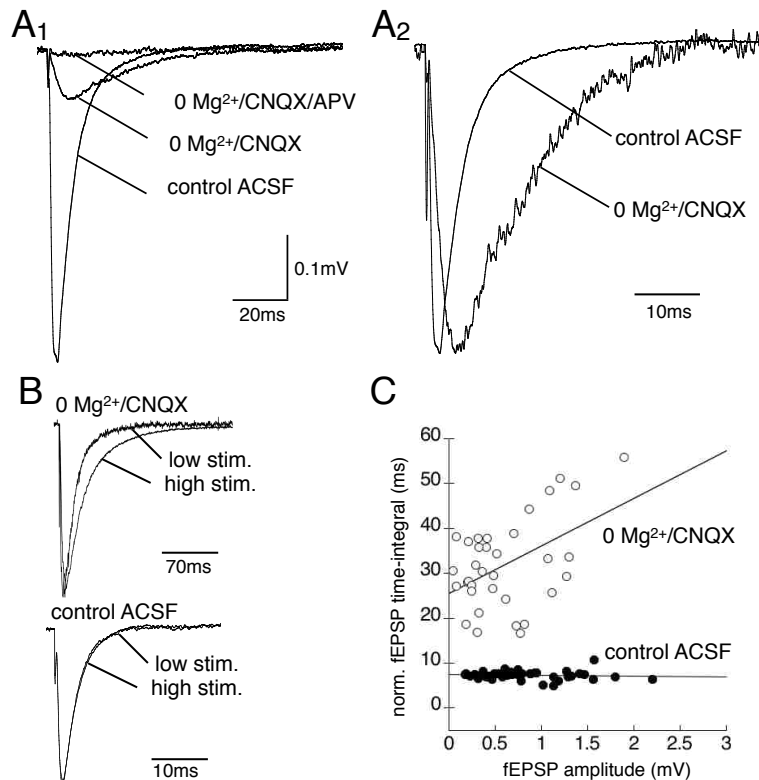 A1
0 Mg2+/CNQX/APV
0 Mg2+/CNQX
control ACSF
0.1mV
20ms
A2
control ACSF
0 Mg2+/CNQX
10ms
B
0 Mg2+/CNQX
low stim.
high stim.
70ms
control ACSF
low stim.
high stim.
10ms
C
norm. fEPSP time-integral (ms)
60
50
40
30
20
10
0
0 Mg2+/CNQX
control ACSF
0 0.5 1 1.5 2 2.5 3
fEPSP amplitude (mV)